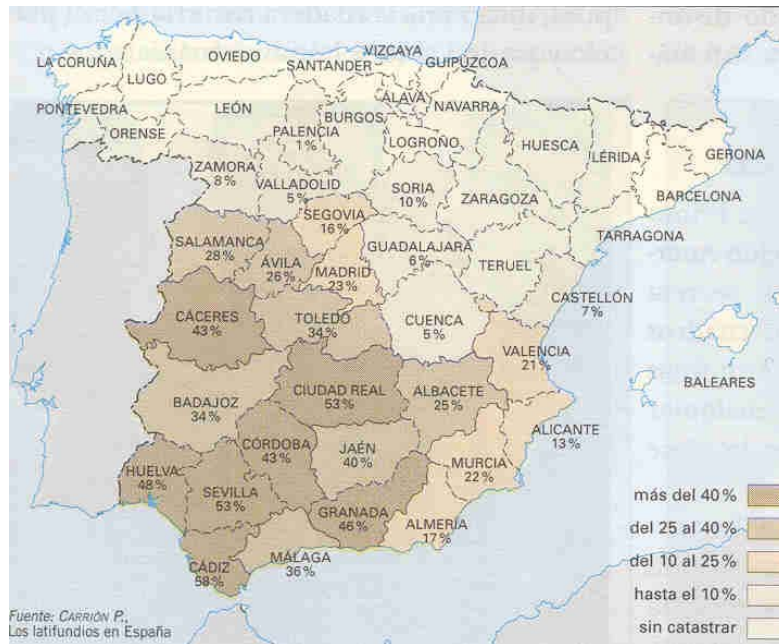 LA CORUÑA
LUGO
OVIEDO
SANTANDER
VIZCAYA
GUIPÚZCOA
PONTEVEDRA
ORENSE
LEÓN
PALENCIA
1%
BURGOS
ÁLAVA
NAVARRA
LOGROÑO
HUESCA
LÉRIDA
GERONA
BARCELONA
TARRAGONA
ZAMORA
8%
VALLADOLID
5%
SORIA
10%
ZARAGOZA
SEGOVIA
16%
SALAMANCA
28%
ÁVILA
26%
MADRID
23%
GUADALAJARA
6%
TERUEL
CASTELLÓN
7%
CÁCERES
43%
TOLEDO
34%
CUENCA
5%
VALENCIA
21%
BALEARES
BADAJOZ
34%
CIUDAD REAL
53%
ALBACETE
25%
ALICANTE
13%
HUELVA
48%
SEVILLA
53%
CÓRDOBA
43%
JAÉN
40%
MURCIA
22%
GRANADA
46%
ALMERÍA
17%
CÁDIZ
58%
MÁLAGA
36%
más del 40%
del 25 al 40%
del 10 al 25%
hasta el 10%
sin catastrar
Fuente: CARRIÓN P.,
Los latifundios en España